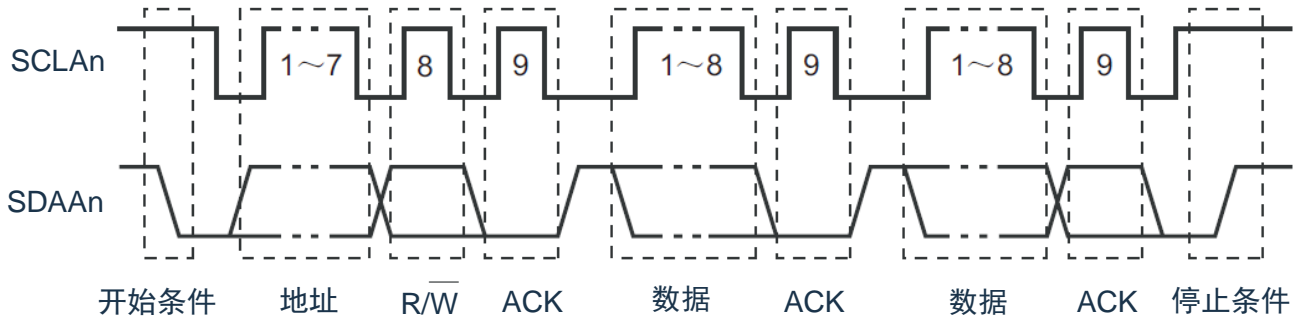 SCLAn 1～7 8 9 1～8 9 1～8 9
SDAAn
开始条件 地址 R/W̅ ACK 数据 ACK 数据 ACK 停止条件